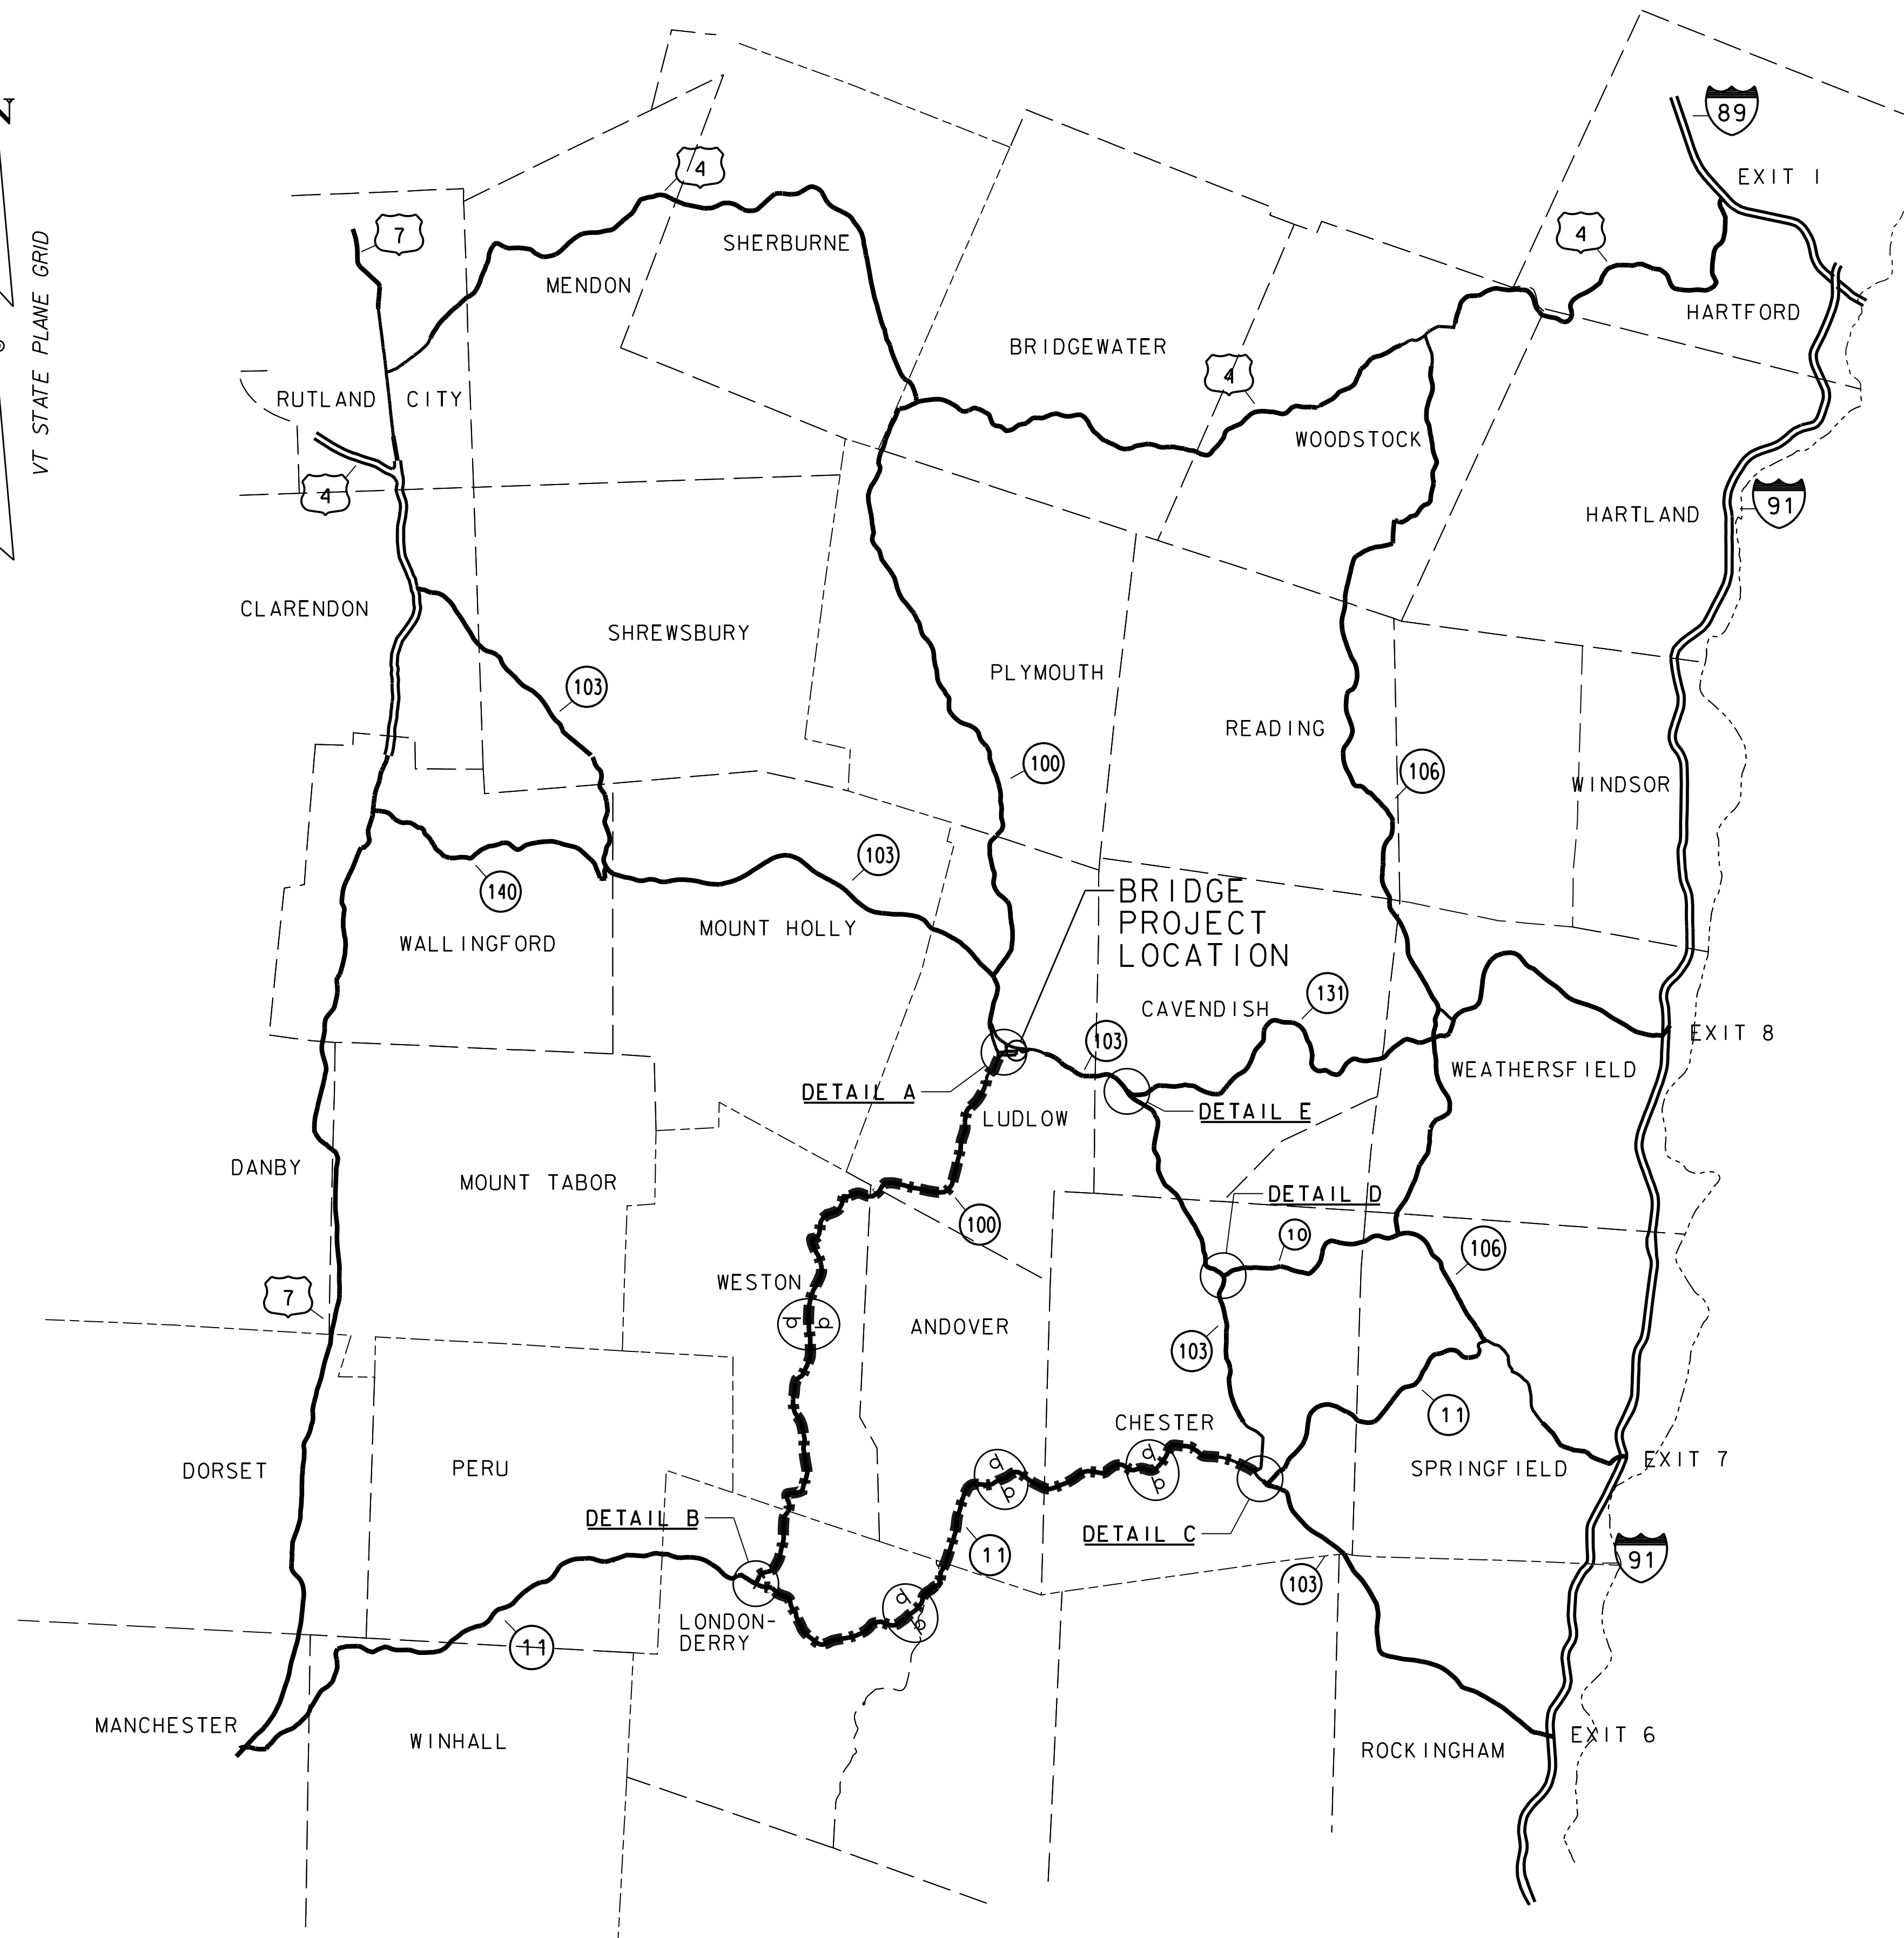 N
VT STATE PLANE GRID
89
EXIT 1
4
7
4
SHERBURNE
MENDON
HARTFORD
BRIDGEWATER
4
RUTLAND CITY
WOODSTOCK
4
91
HARTLAND
CLARENDON
SHREWSBURY
PLYMOUTH
103
READING
100
106
WINDSOR
103
140
BRIDGE
PROJECT
LOCATION
MOUNT HOLLY
WALLINGFORD
131
CAVENDISH
EXIT 8
103
WEATHERSFIELD
DETAIL A
DETAIL E
LUDLOW
DANBY
MOUNT TABOR
DETAIL D
100
10
106
WESTON
7
ANDOVER
103
11
CHESTER
EXIT 7
SPRINGFIELD
DORSET
PERU
DETAIL B
DETAIL C
11
91
103
LONDON-
DERRY
11
MANCHESTER
WINHALL
EXIT 6
ROCKINGHAM